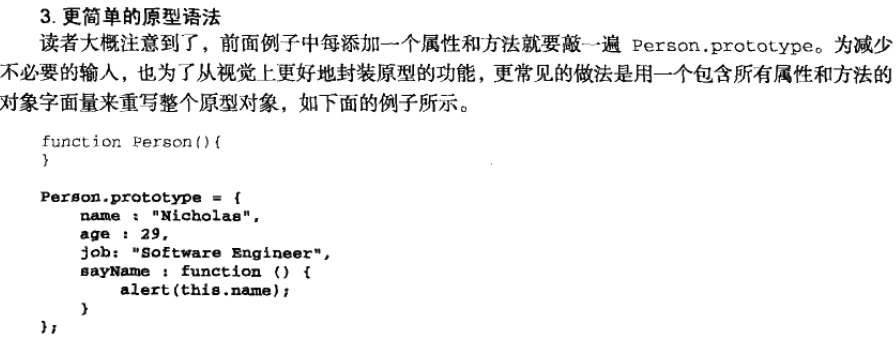 3. 更简单的原型语法
读者大概注意到了，前面例子中每添加一个属性和方法就要敲一遍 Person.prototype。为减少
不必要的输入，也为了从视觉上更好地封装原型的功能，更常见的做法是用一个包含所有属性和方法的
对象字面量来重写整个原型对象，如下面的例子所示。
function Person(){
}
Person.prototype = {
name : "Nicholas",
age : 29,
job: "Software Engineer",
sayName : function () {
alert(this.name);
}
};